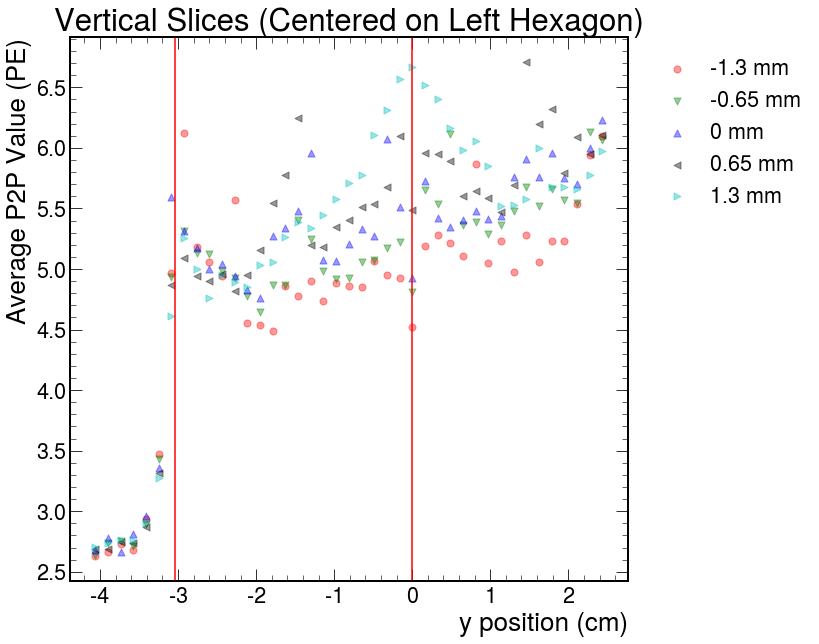 Vertical Slices (Centered on Left Hexagon)
Average P2P Value (PE)
6.5
6.0
5.5
5.0
4.5
4.0
3.5
3.0
2.5
-4 -3 -2 -1 0 1 2
y position (cm)
-1.3 mm
-0.65 mm
0 mm
0.65 mm
1.3 mm